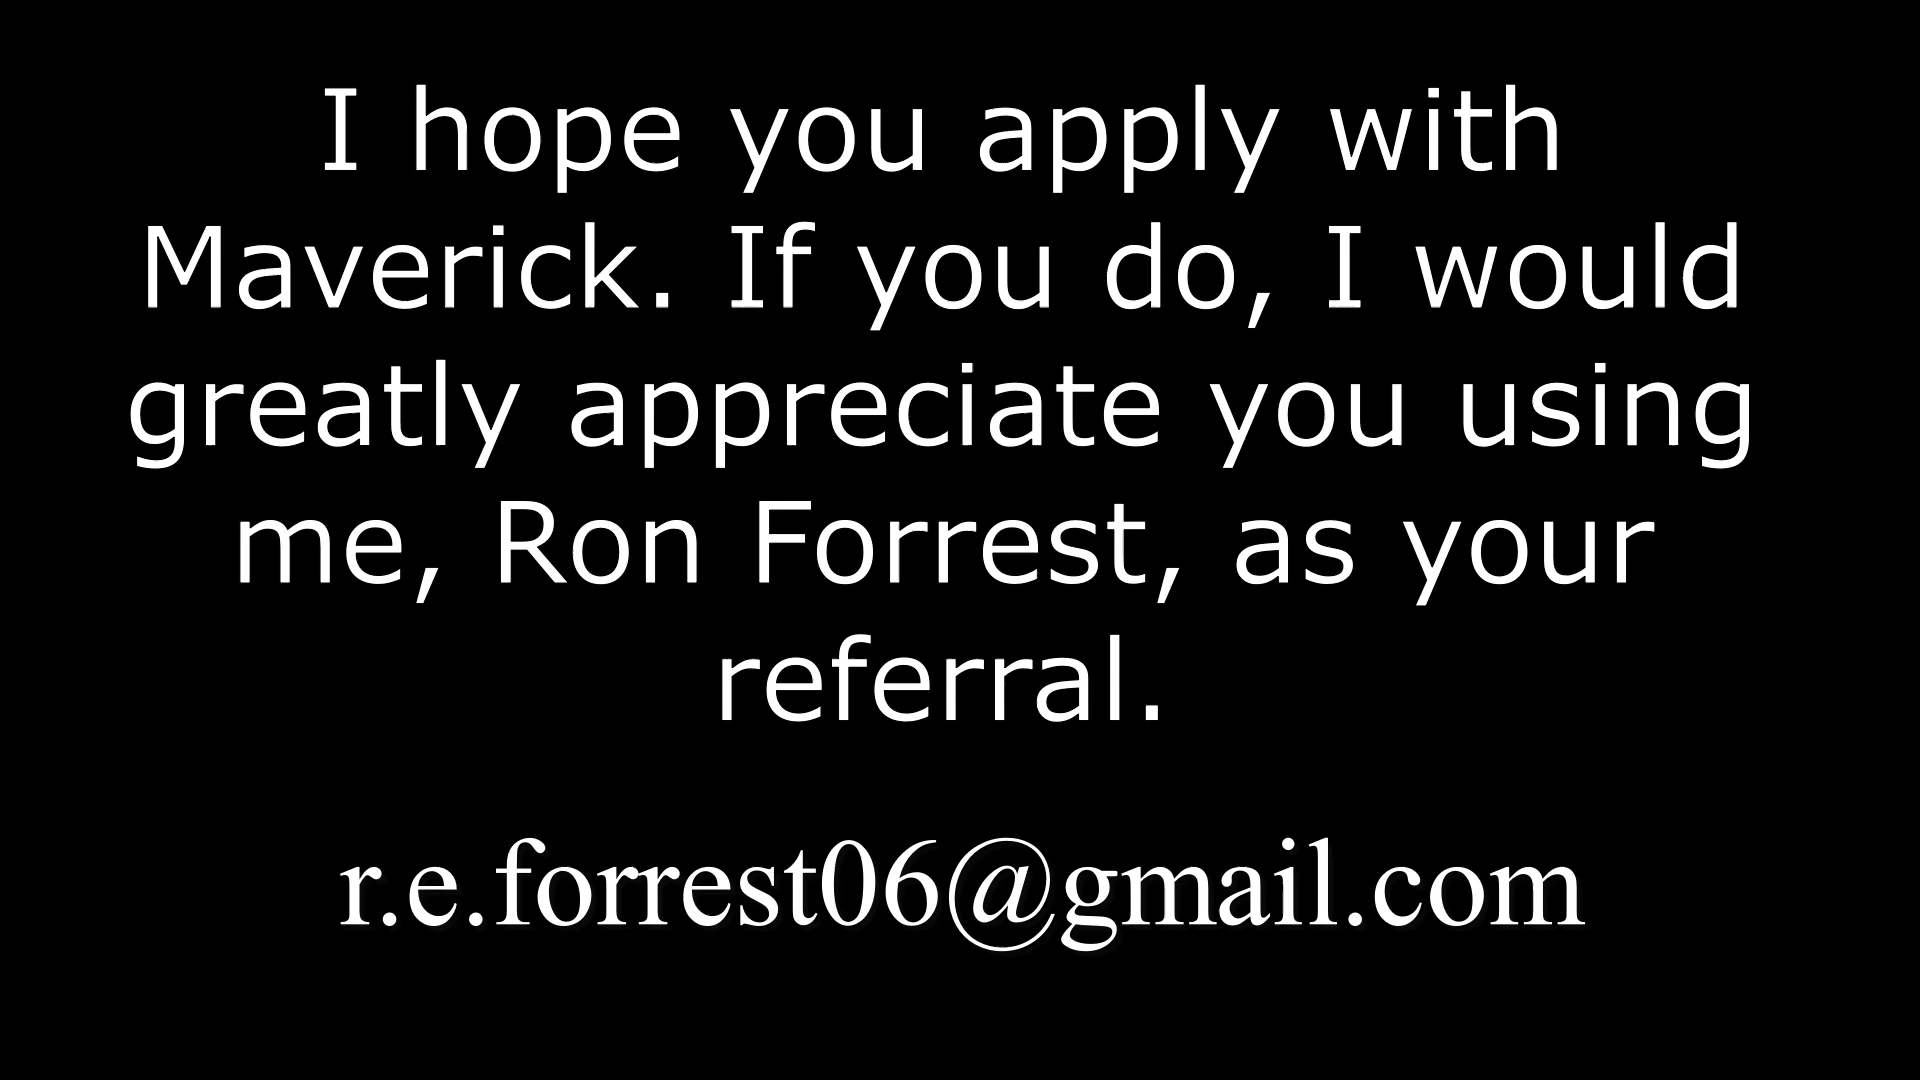 I hope you apply with
Maverick. If you do, I would
greatly appreciate you using
me, Ron Forrest, as your
referral.
r.e.forrest06@gmail.com